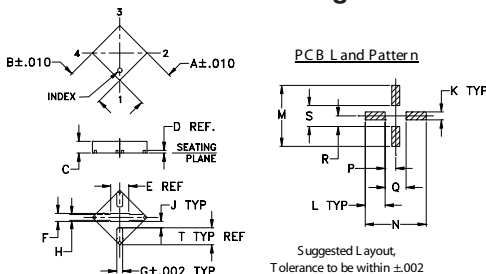 3
4
2
B±.010
A±.010
INDEX
1
D REF.
SEATING
PLANE
C
E REF
J TYP
F
T TYP REF
H
G±.002 TYP
PCB Land Pattern
K TYP
M
S
R
P
Q
L TYP
N
Suggested Layout,
Tolerance to be within ±.002